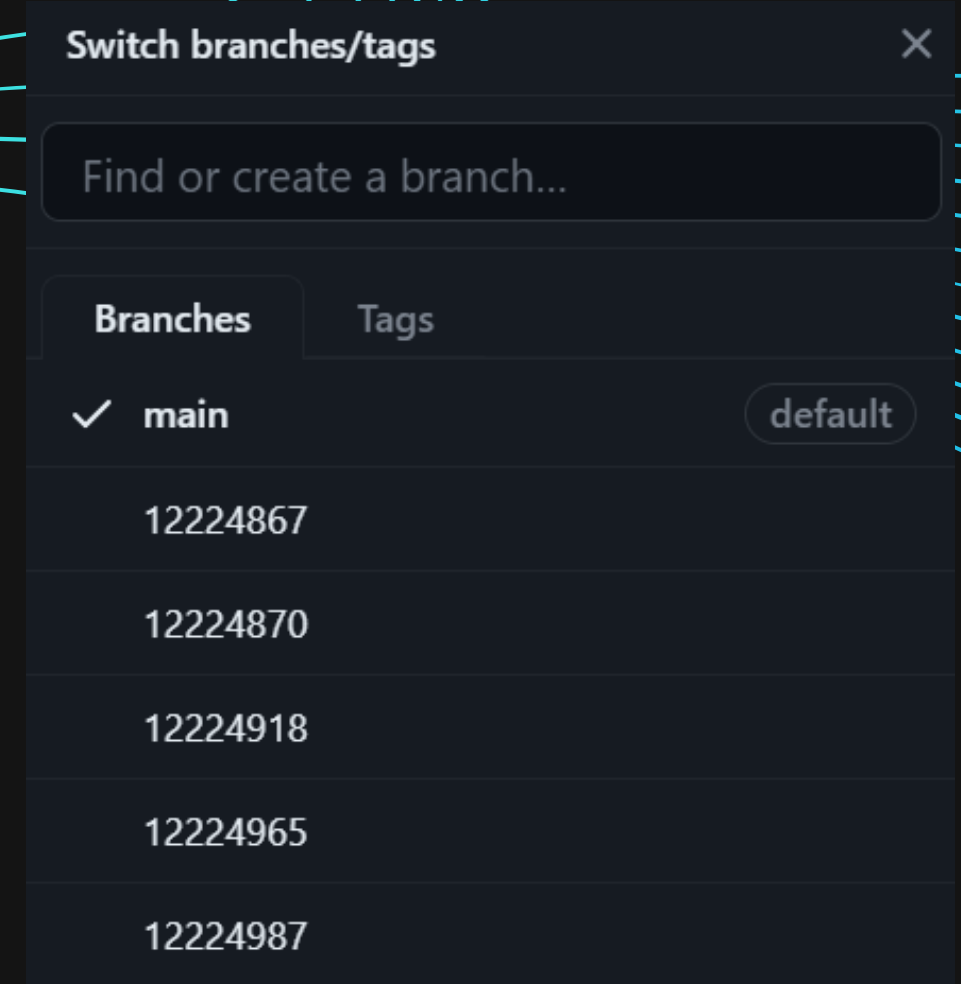 Switch branches/tags
Find or create a branch...
Branches Tags
main default
12224867
12224870
12224918
12224965
12224987